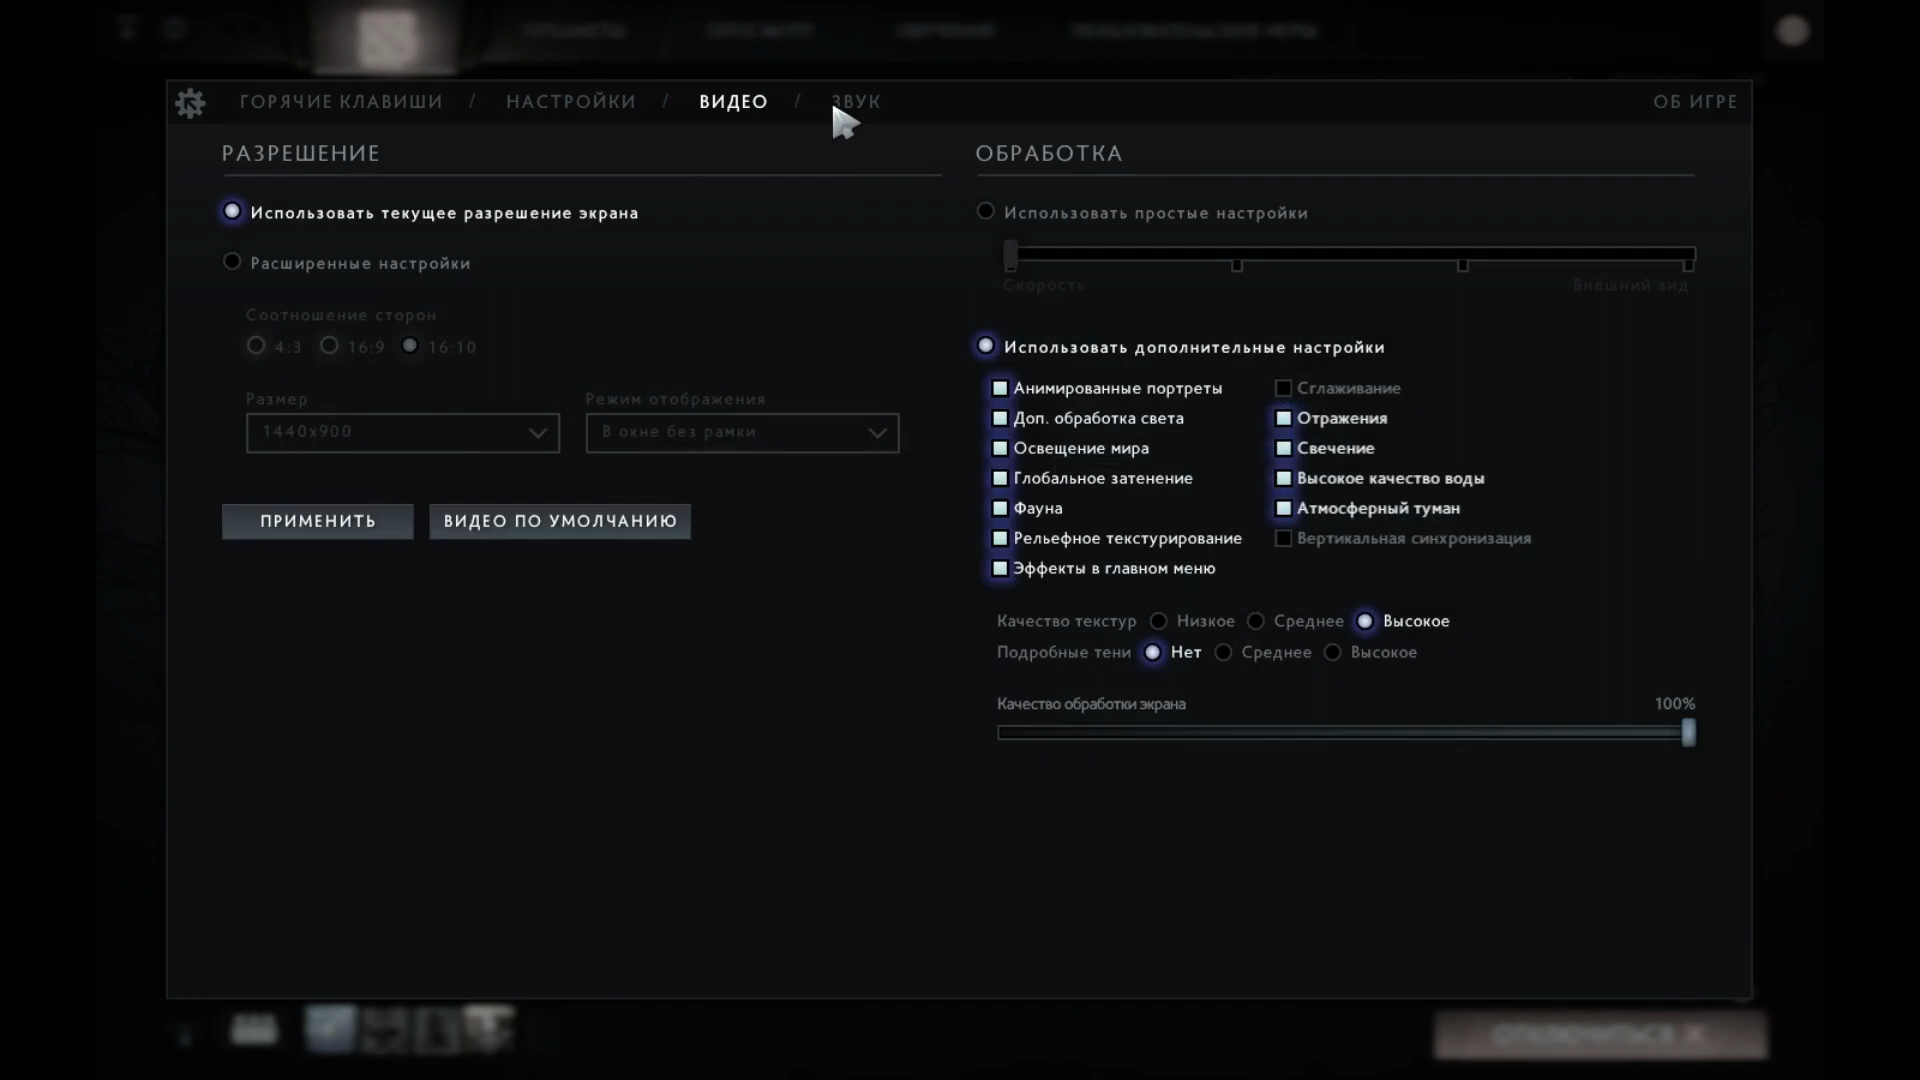 ГОРЯЧИЕ КЛАВИШИ / НАСТРОЙКИ / ВИДЕО / ЗВУК ОБ ИГРЕ
РАЗРЕШЕНИЕ
Использовать текущее разрешение экрана
Расширенные настройки
Соотношение сторон
4:3 16:9 16:10
Размер Режим отображения
1440x900 В окне без рамки
ПРИМЕНИТЬ ВИДЕО ПО УМОЛЧАНИЮ
ОБРАБОТКА
Использовать простые настройки
Скорость Внешний вид
Использовать дополнительные настройки
Анимированные портреты Сглаживание
Доп. обработка света Отражения
Освещение мира Свечение
Глобальное затенение Высокое качество воды
Фауна Атмосферный туман
Рельефное текстурирование Вертикальная синхронизация
Эффекты в главном меню
Качество текстур Низкое Среднее Высокое
Подробные тени Нет Среднее Высокое
Качество обработки экрана 100%